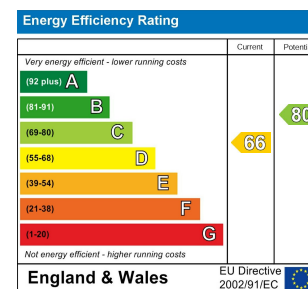 Energy Efficiency Rating
Current Potenti
Very energy efficient - lower running costs
(92 plus) A
(81-91) B
(69-80) C
(55-68) D
(39-54) E
(21-38) F
(1-20) G
66
80
Not energy efficient - higher running costs
England & Wales
EU Directive
2002/91/EC